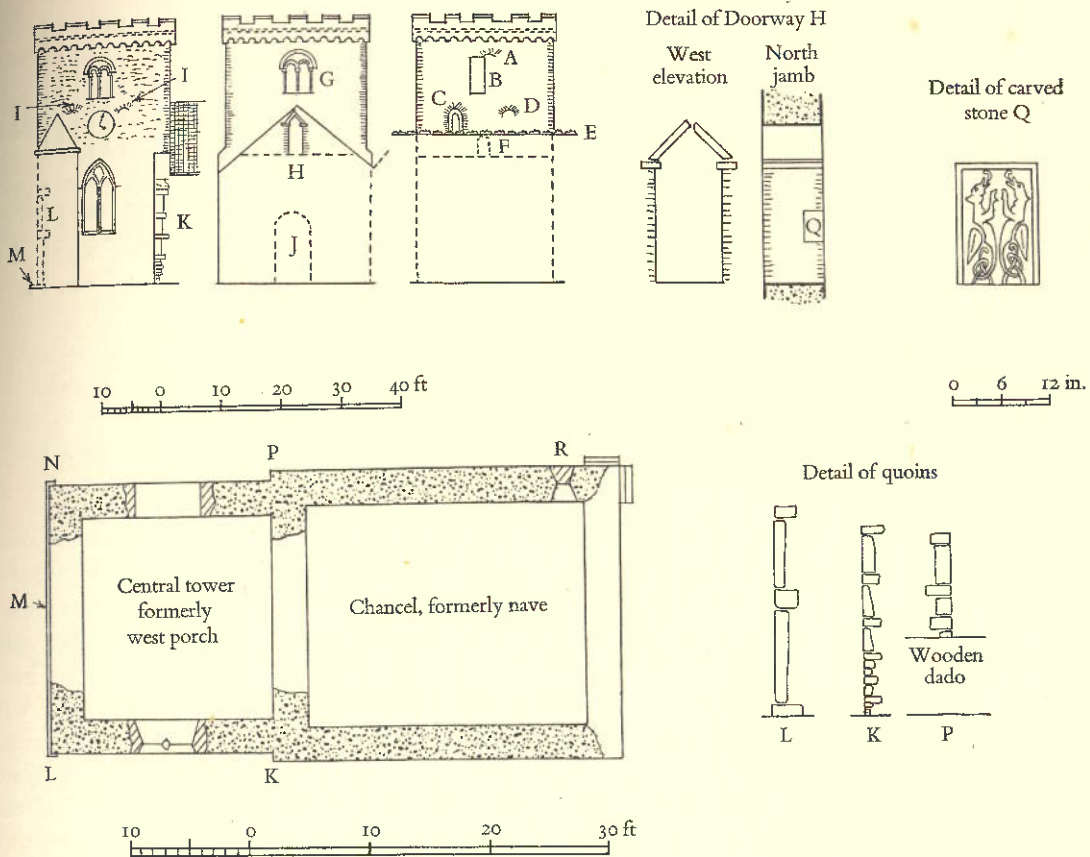 Detail of Doorway H
West
elevation
North
jamb
Detail of carved
stone Q
A
B
C
D
E
F
G
H
I
I
J
K
L
M
Q
10 0 10 20 30 40 ft
0 6 12 in.
N P R
Central tower
formerly
west porch
Chancel, formerly nave
M
L K
10 0 10 20 30 ft
Detail of quoins
Wooden
dado
L K P